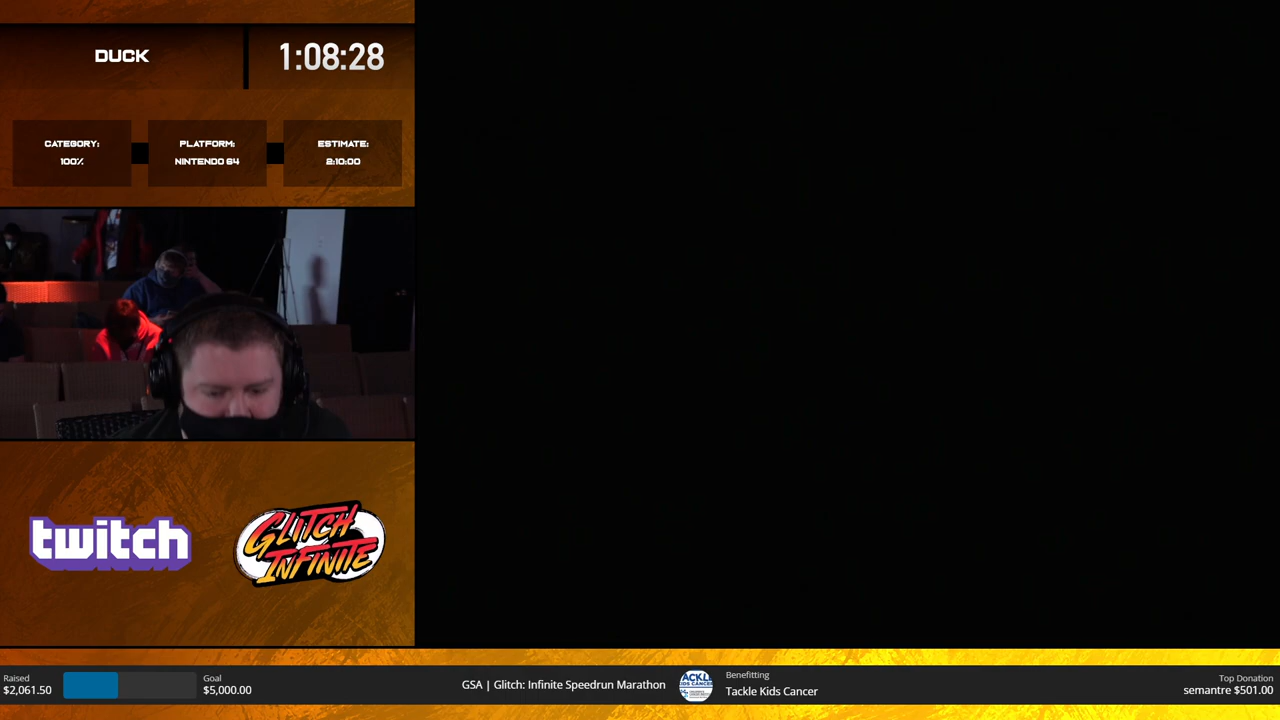 DUCK
1:08:28
CATEGORY:
100%
PLATFORM:
NINTENDO 64
ESTIMATE:
2:10:00
twitch
GLITCH
INFINITE
Raised
$2,061.50
Goal
$5,000.00
GSA | Glitch: Infinite Speedrun Marathon
Benefitting
Tackle Kids Cancer
Top Donation
semantre $501.00